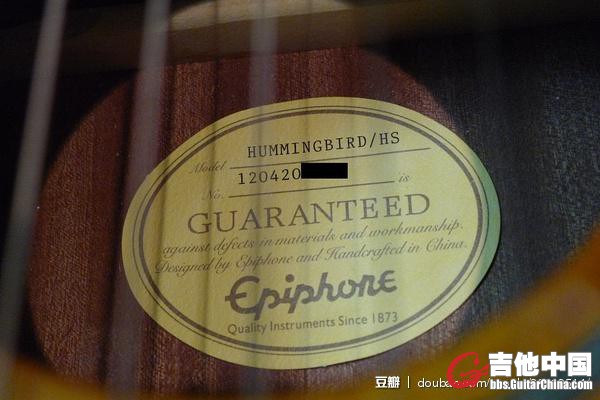 Model HUMMINGBIRD/HS
No. 120420 is
GUARANTEED
against defects in materials and workmanship.
Designed by Epiphone and Handcrafted in China.
Epiphone
Quality Instruments Since 1873
吉他中国
bbs.GuitarChina.com
豆瓣 | douban.com/